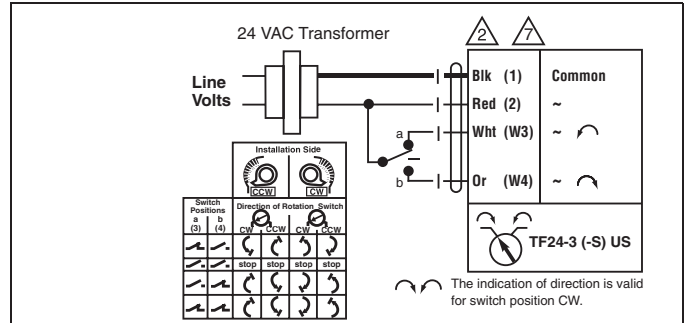 24 VAC Transformer
2
7
Line
Volts
Blk (1) Common
Red (2) ~
a
Wht (W3) ~
b
Or (W4) ~
Installation Side
CCW
CW
Switch
Positions
a b
(3) (4)
Direction of Rotation Switch
CW CCW CW CCW
stop stop stop stop
TF24-3 (-S) US
The indication of direction is valid
for switch position CW.